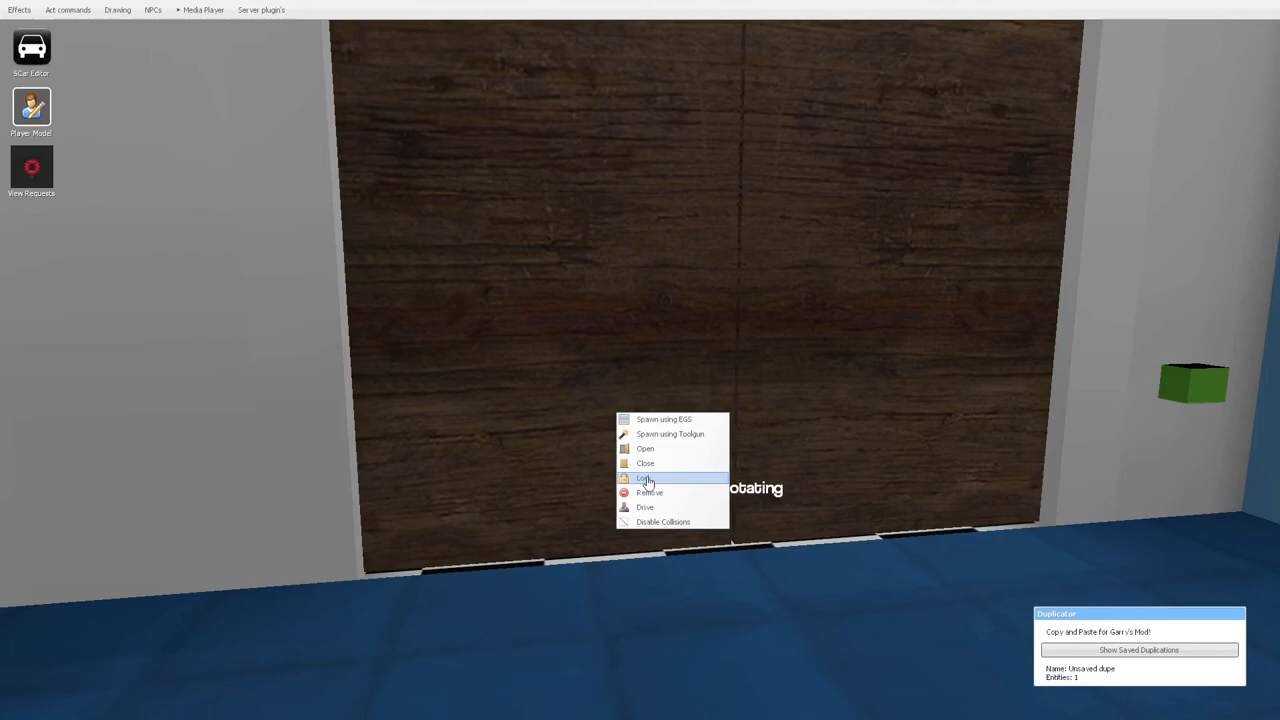 Effects Act commands Drawing NPCs Media Player Server plugin's
SCar Editor
Player Model
View Requests
Spawn using EGS
Spawn using Toolgun
Open
Close
Lock
Remove
Drive
Disable Collisions
otating
Duplicator
Copy and Paste for Garry's Mod!
Show Saved Duplications
Name: Unsaved dupe
Entities: 1